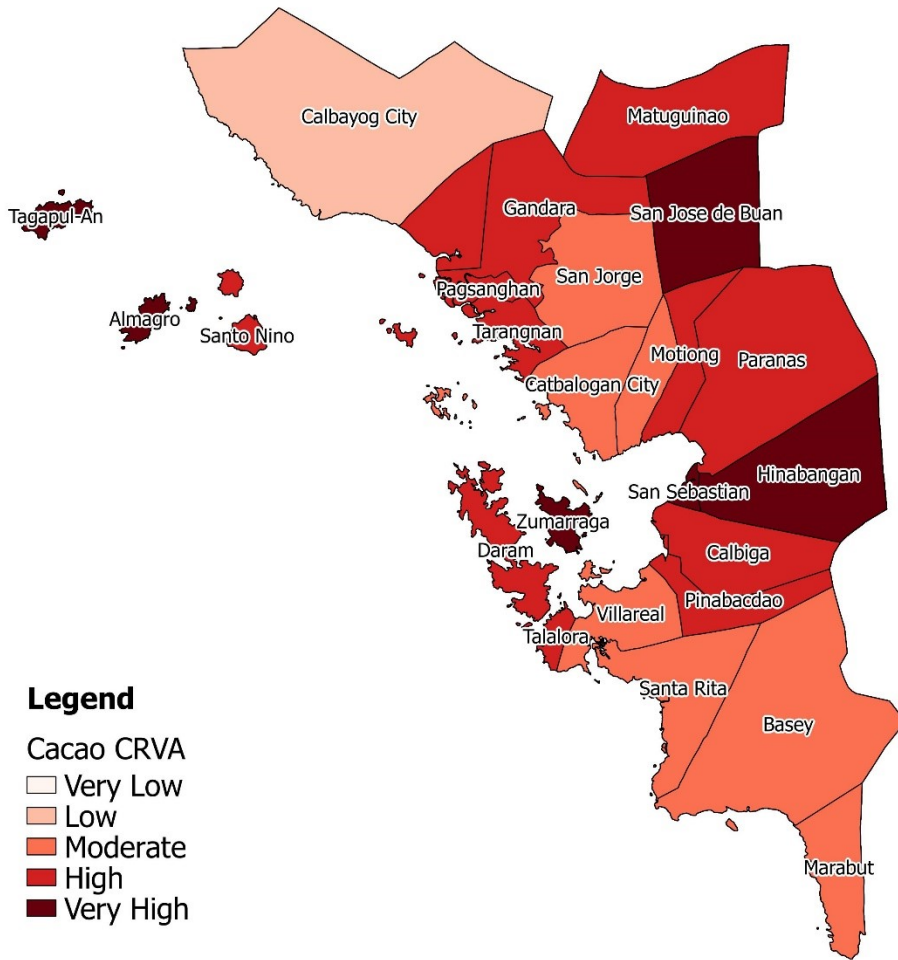 Calbayog City
Matuguinao
Tagapul-An
Gandara
San Jose de Buan
San Jorge
Pagsanghan
Almagro
Santo Nino
Tarangnan
Motiong
Paranas
Catbalogan City
Hinabangan
San Sebastian
Zumarraga
Daram
Calbiga
Pinabacdao
Villareal
Talalora
Santa Rita
Basey
Marabut
Legend
Cacao CRVA
Very Low
Low
Moderate
High
Very High